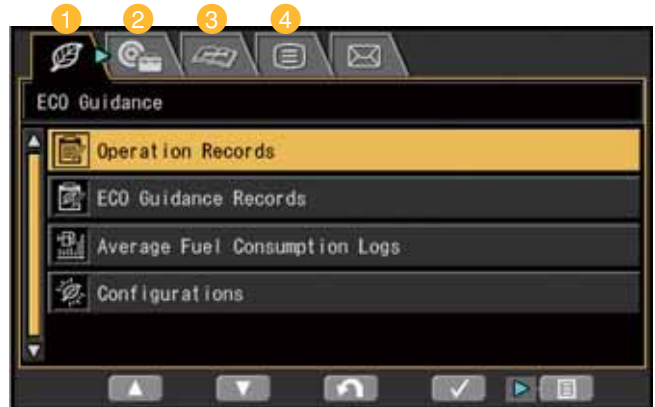 1 2 3 4
ECO Guidance
Operation Records
ECO Guidance Records
Average Fuel Consumption Logs
Configurations